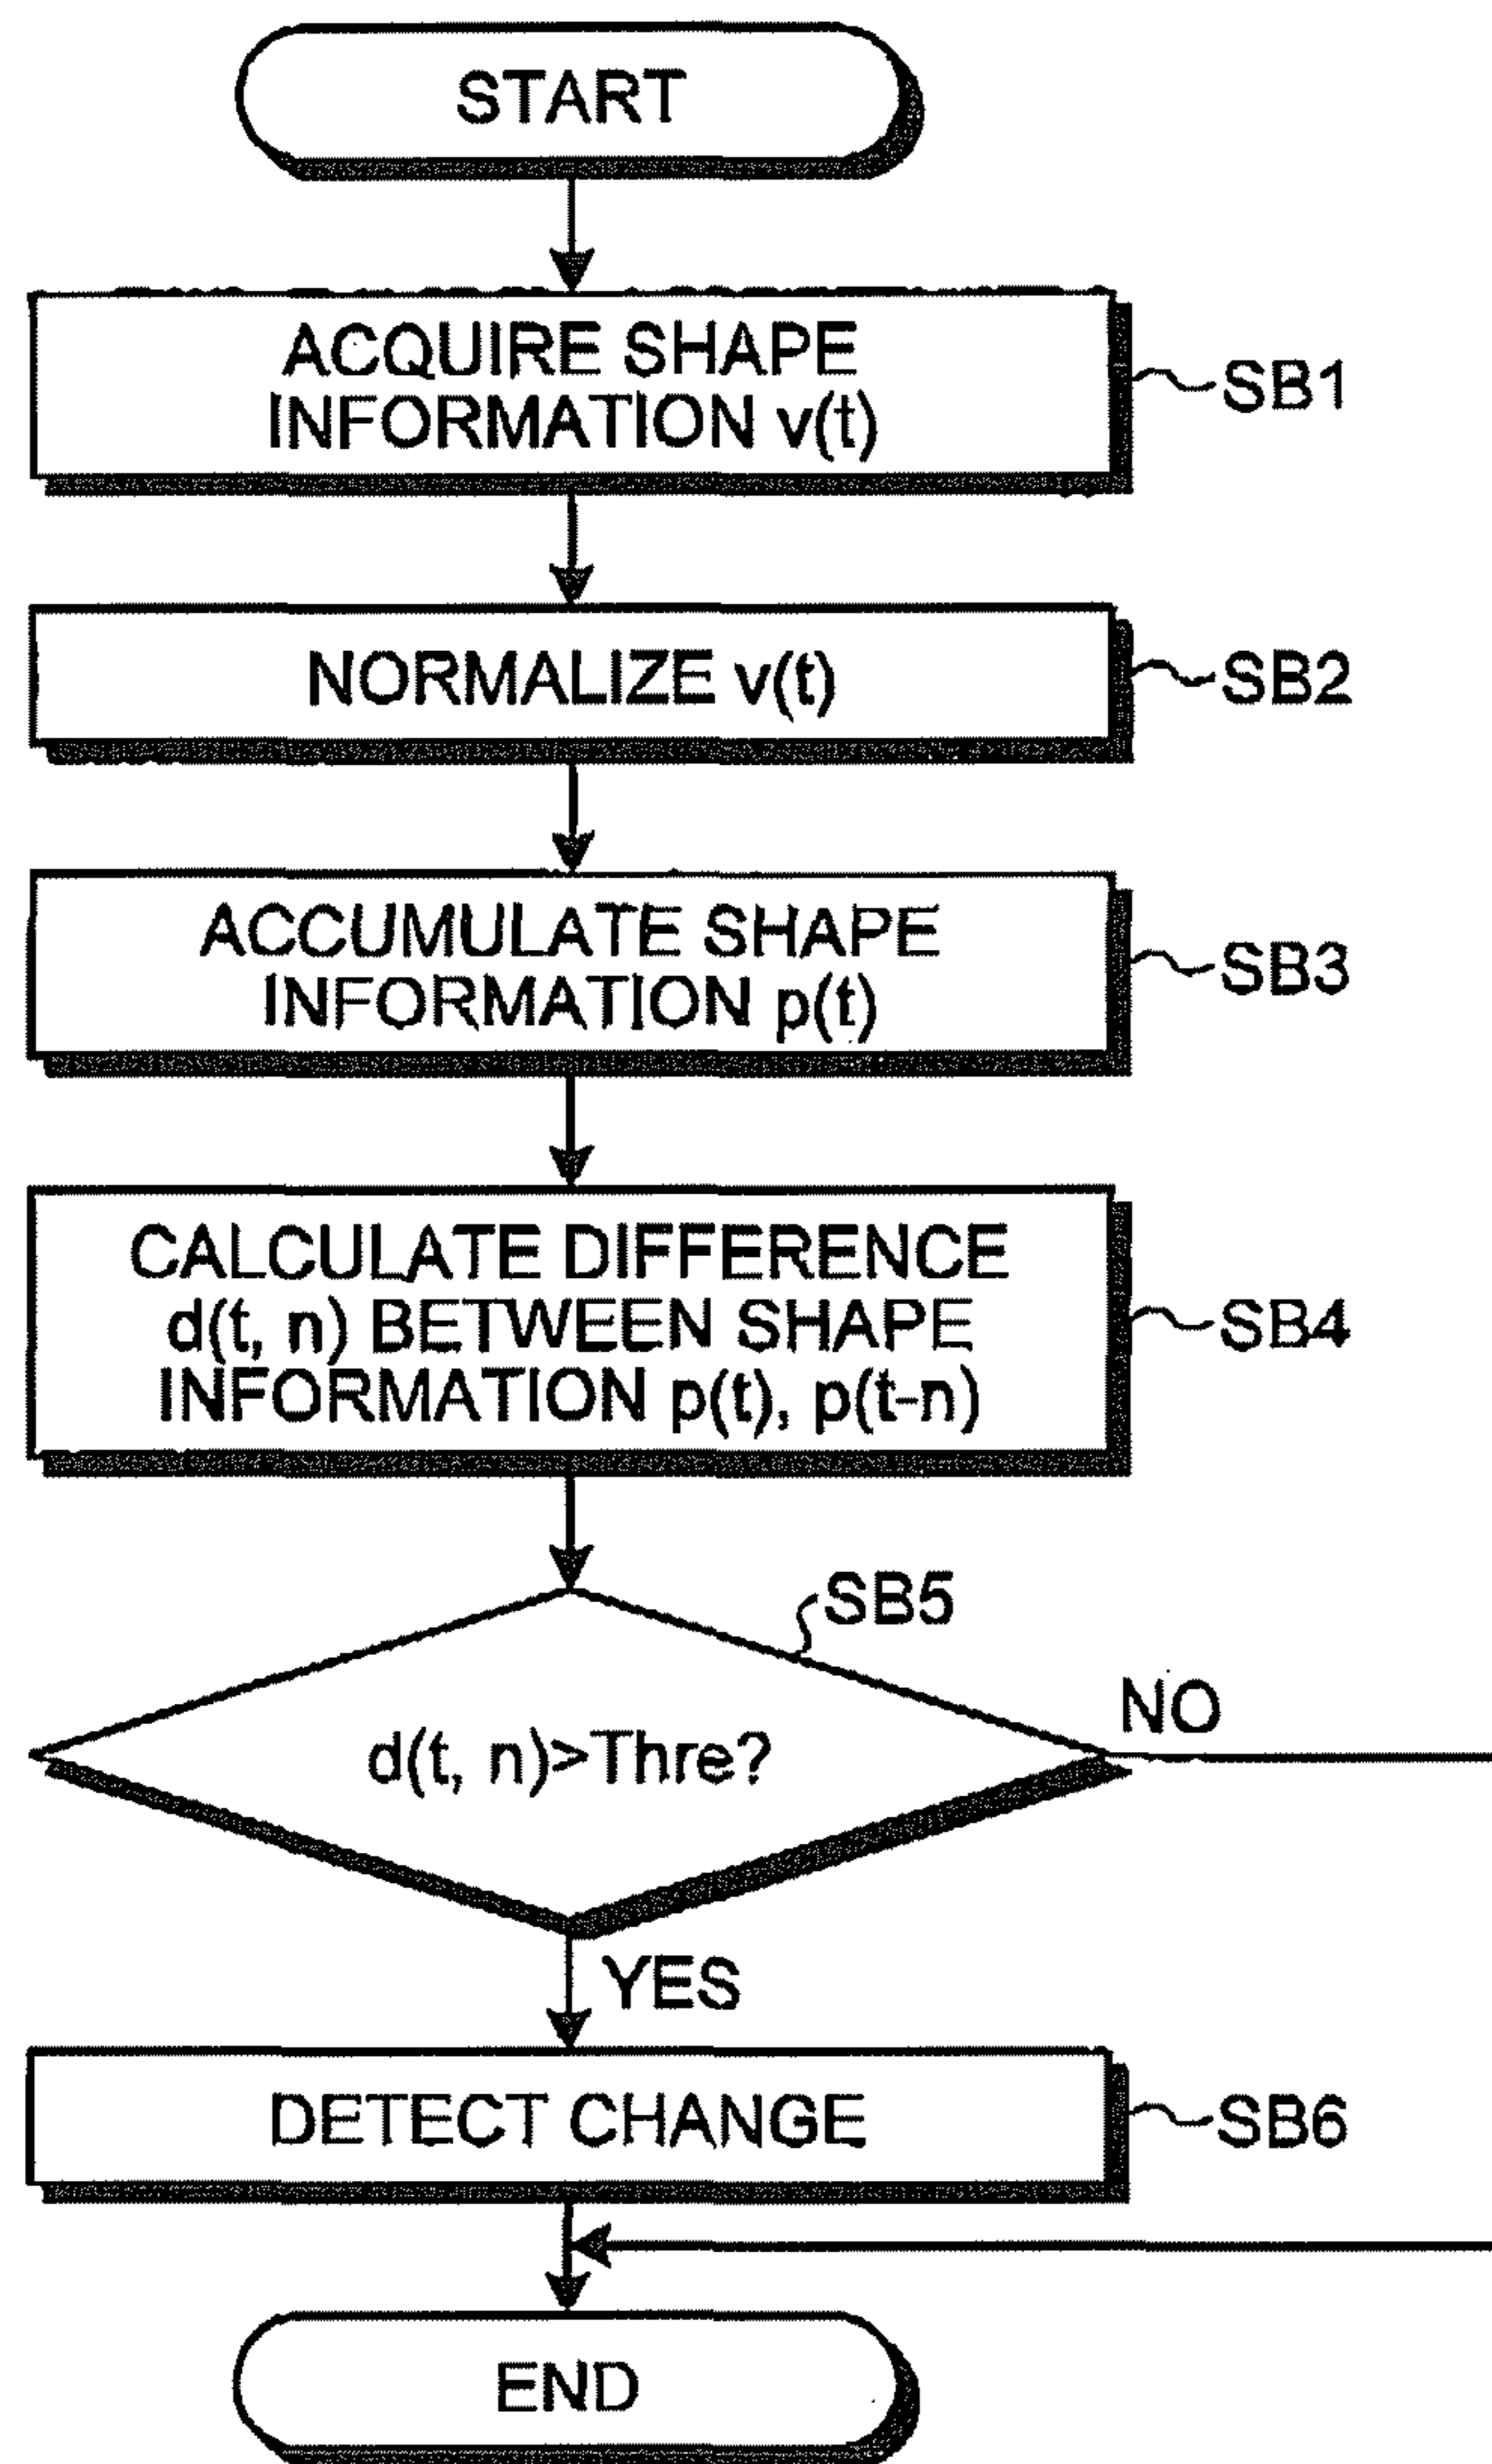 START
ACQUIRE SHAPE
INFORMATION v(t)
SB1
NORMALIZE v(t)
SB2
ACCUMULATE SHAPE
INFORMATION p(t)
SB3
CALCULATE DIFFERENCE
d(t, n) BETWEEN SHAPE
INFORMATION p(t), p(t-n)
SB4
SB5
d(t, n)>Thre?
NO
YES
DETECT CHANGE
SB6
END